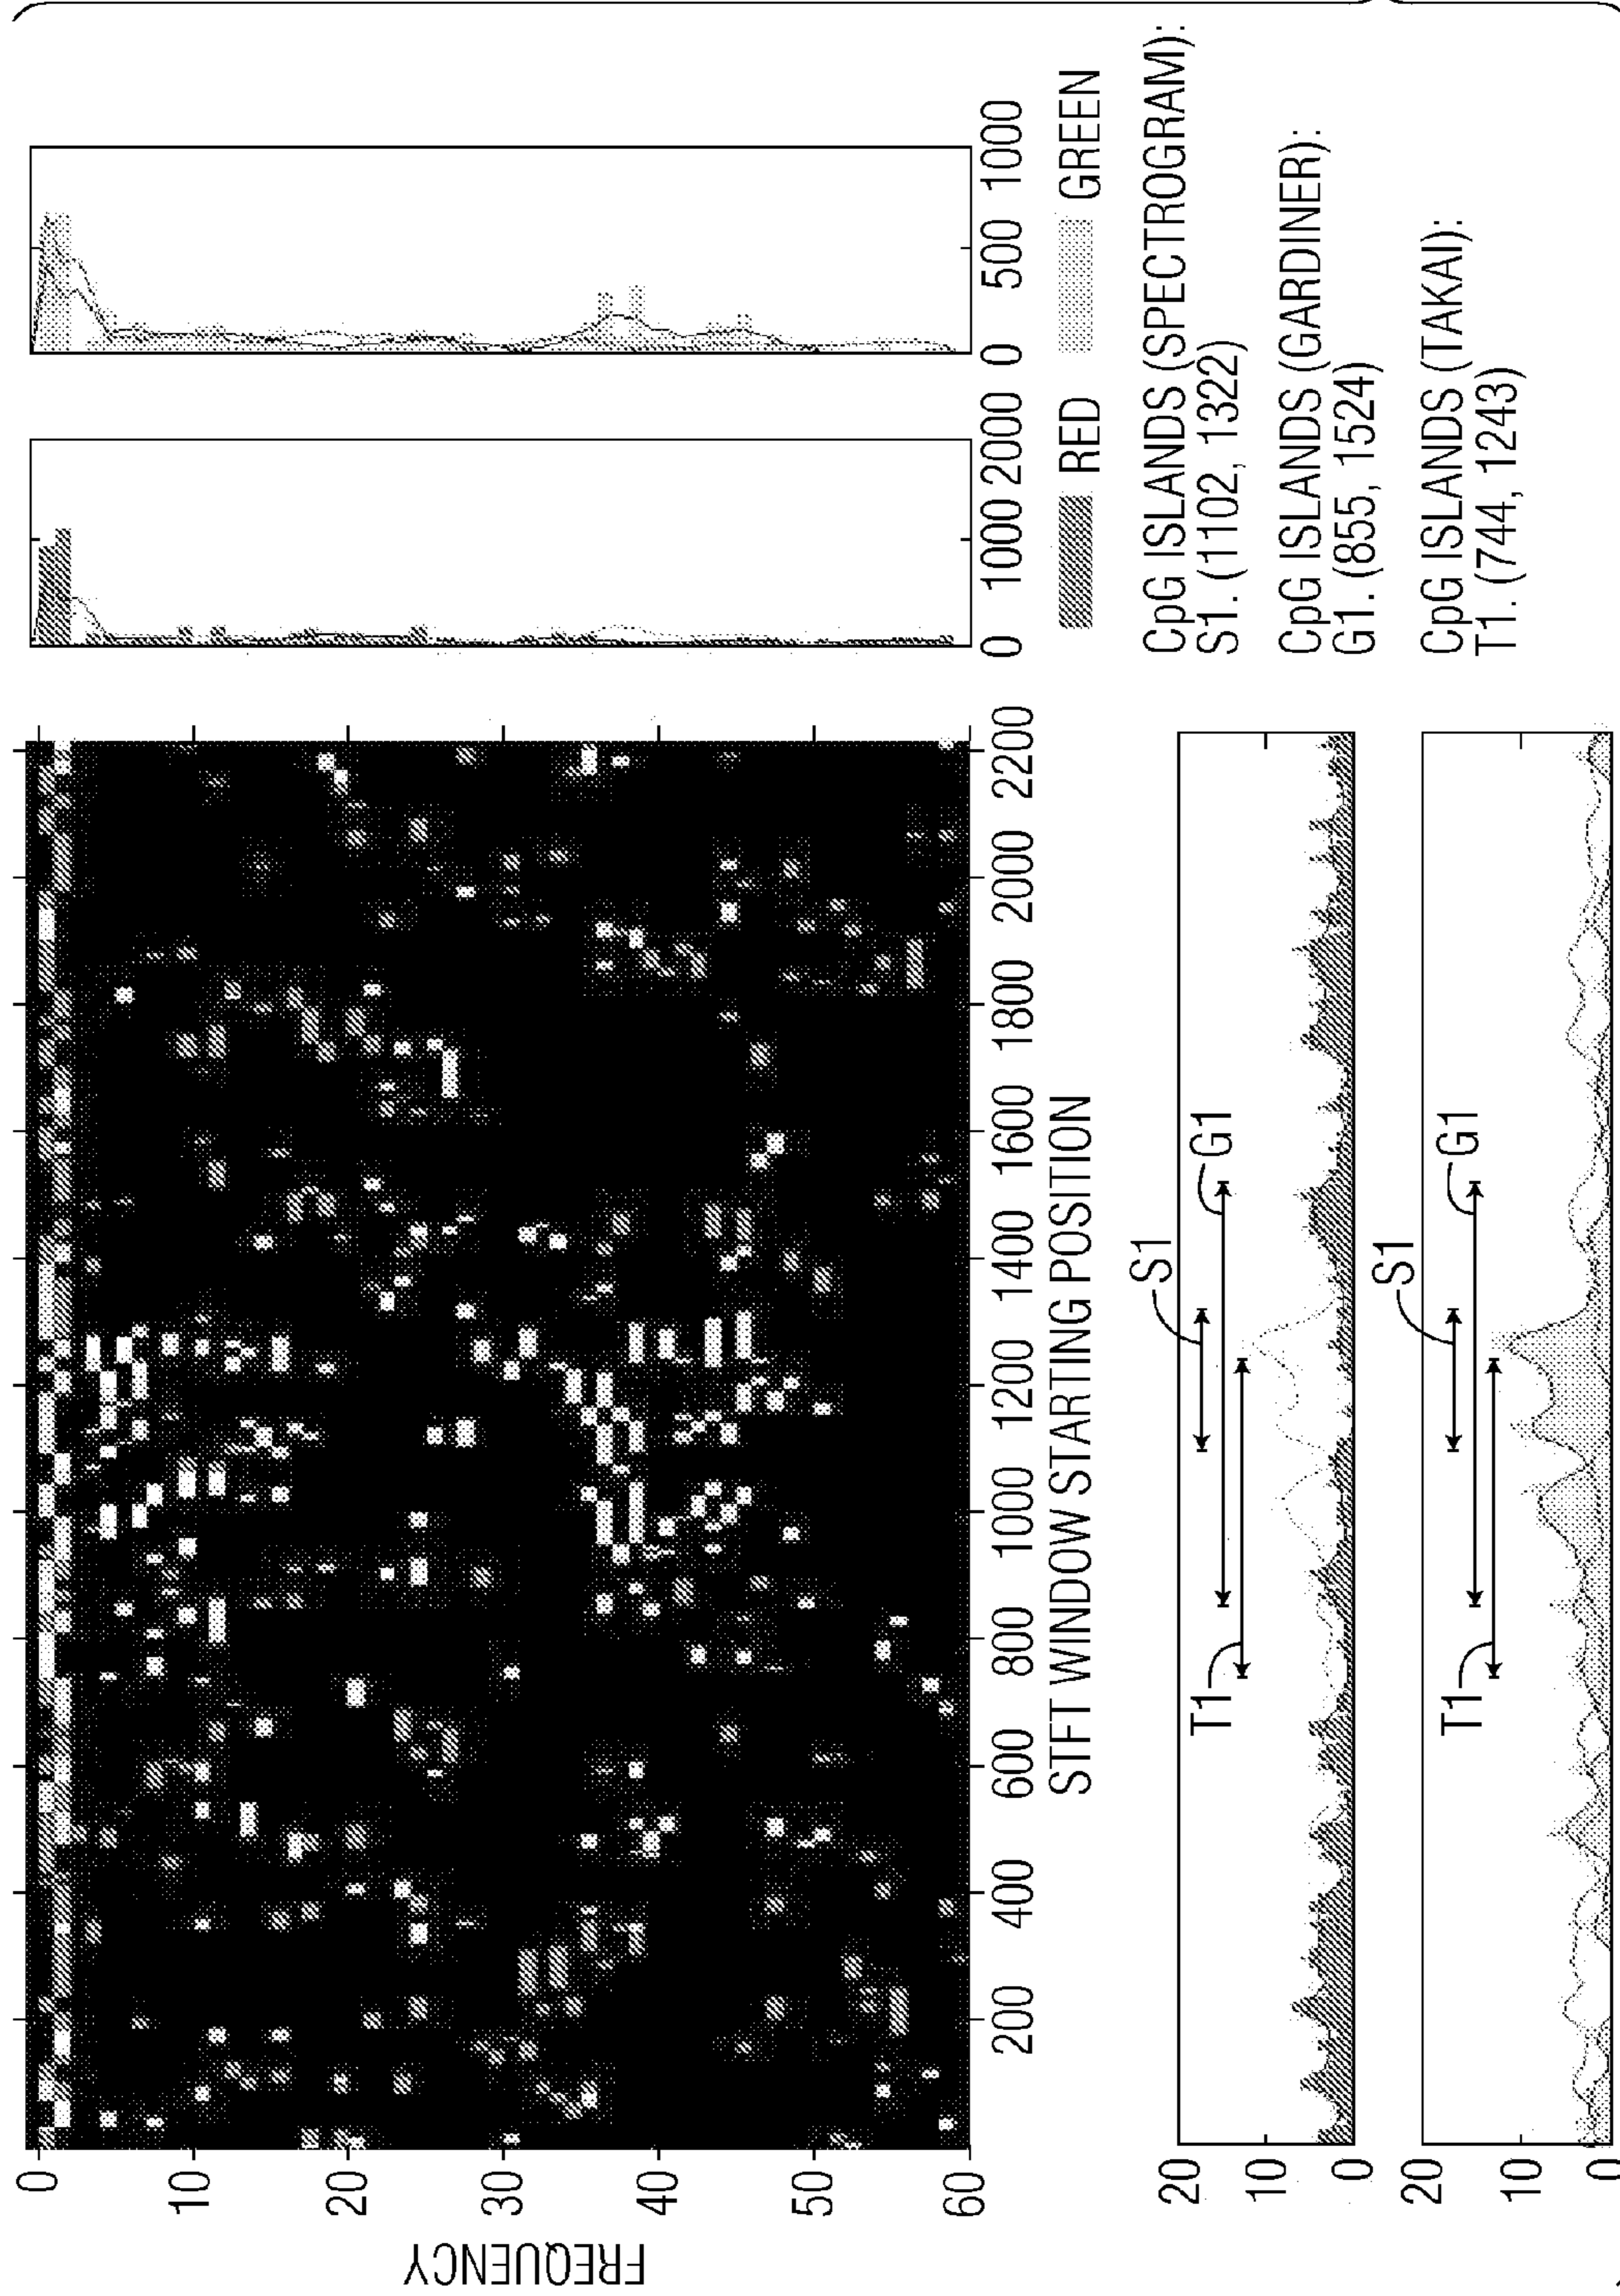 FREQUENCY
0
10
20
30
40
50
60
200 400 600 800 1000 1200 1400 1600 1800 2000 2200
STFT WINDOW STARTING POSITION
0 1000 2000
0 500 1000
RED GREEN
CpG ISLANDS (SPECTROGRAM):
S1. (1102, 1322)
CpG ISLANDS (GARDINER):
G1. (855, 1524)
CpG ISLANDS (TAKAI):
T1. (744, 1243)
20
10
0
S1
G1
T1
20
10
0
S1
G1
T1